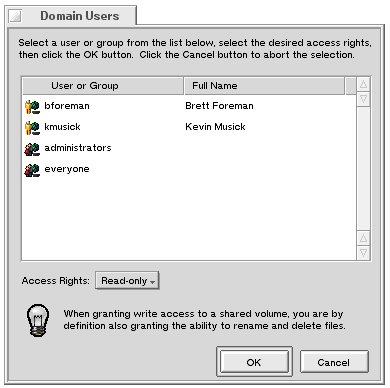 Domain Users
Select a user or group from the list below, select the desired access rights,
then click the OK button. Click the Cancel button to abort the selection.
User or Group Full Name
bforeman Brett Foreman
kmusick Kevin Musick
administrators
everyone
Access Rights: Read-only
When granting write access to a shared volume, you are by
definition also granting the ability to rename and delete files.
OK Cancel